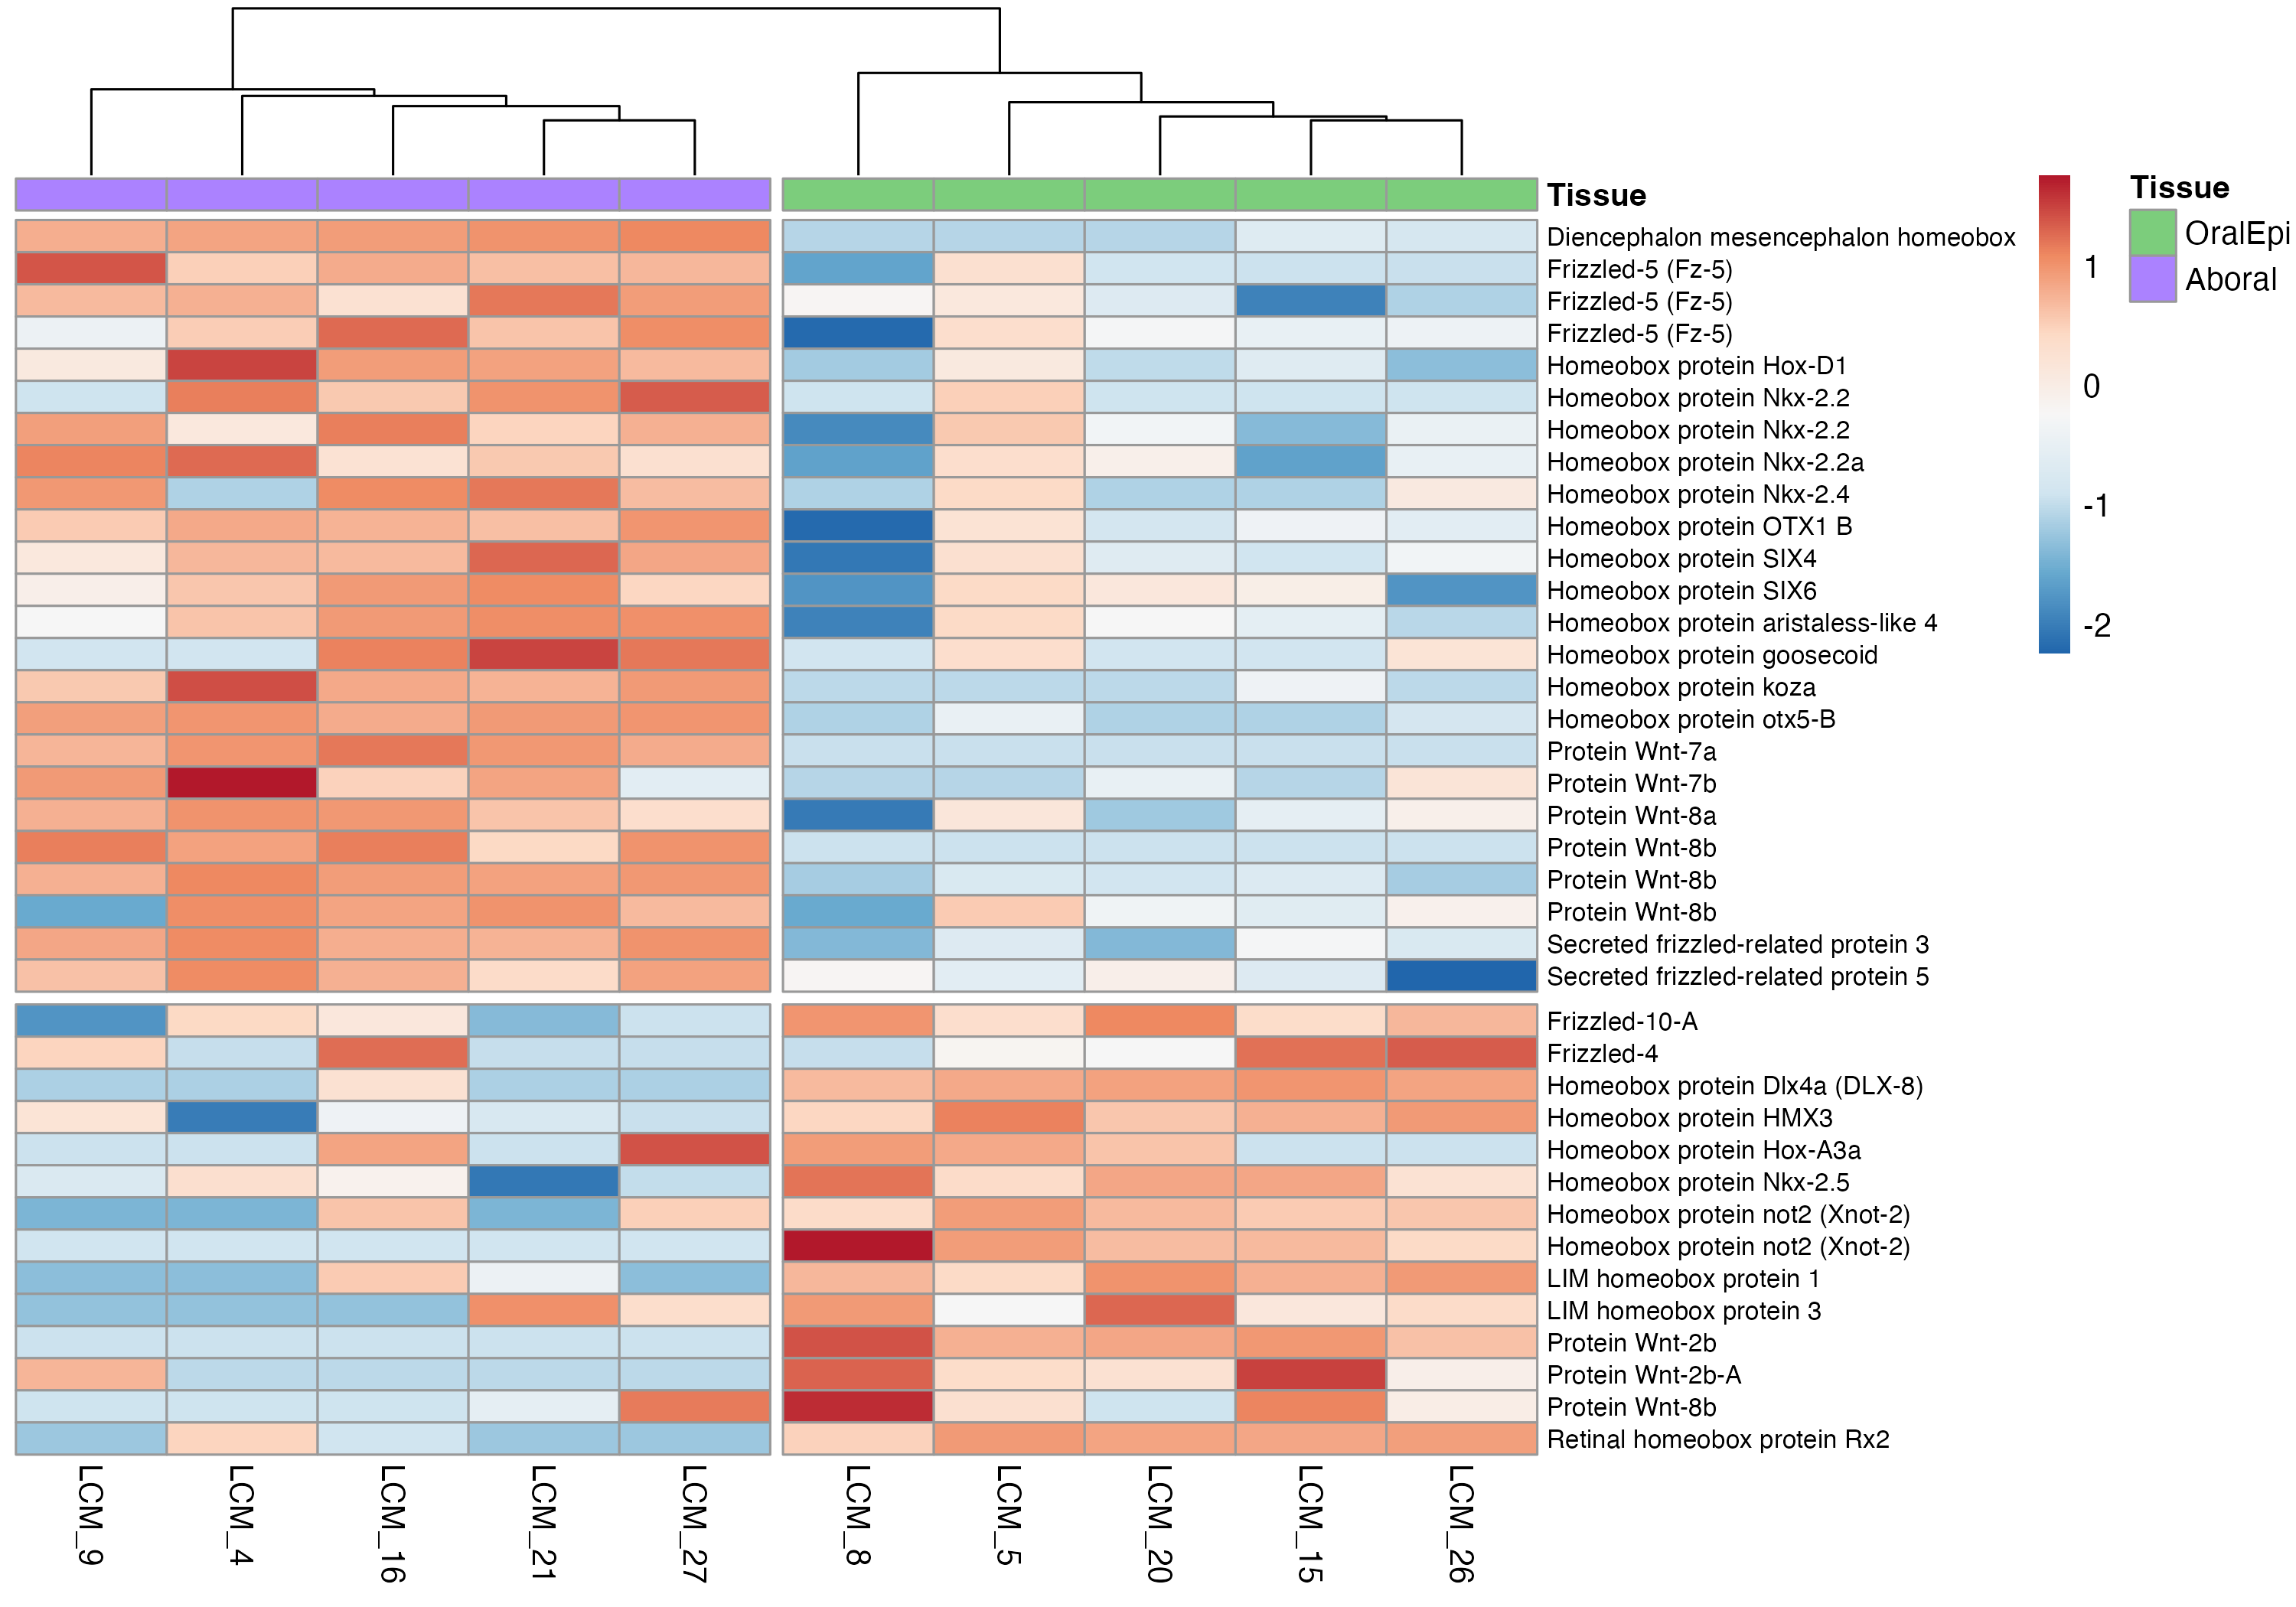 Tissue
Diencephalon mesencephalon homeobox
Frizzled-5 (Fz-5)
Frizzled-5 (Fz-5)
Frizzled-5 (Fz-5)
Homeobox protein Hox-D1
Homeobox protein Nkx-2.2
Homeobox protein Nkx-2.2
Homeobox protein Nkx-2.2a
Homeobox protein Nkx-2.4
Homeobox protein OTX1 B
Homeobox protein SIX4
Homeobox protein SIX6
Homeobox protein aristaless-like 4
Homeobox protein goosecoid
Homeobox protein koza
Homeobox protein otx5-B
Protein Wnt-7a
Protein Wnt-7b
Protein Wnt-8a
Protein Wnt-8b
Protein Wnt-8b
Protein Wnt-8b
Secreted frizzled-related protein 3
Secreted frizzled-related protein 5
Frizzled-10-A
Frizzled-4
Homeobox protein Dlx4a (DLX-8)
Homeobox protein HMX3
Homeobox protein Hox-A3a
Homeobox protein Nkx-2.5
Homeobox protein not2 (Xnot-2)
Homeobox protein not2 (Xnot-2)
LIM homeobox protein 1
LIM homeobox protein 3
Protein Wnt-2b
Protein Wnt-2b-A
Protein Wnt-8b
Retinal homeobox protein Rx2
LCM_9
LCM_4
LCM_16
LCM_21
LCM_27
LCM_8
LCM_5
LCM_20
LCM_15
LCM_26
1
0
-1
-2
Tissue
OralEpi
Aboral